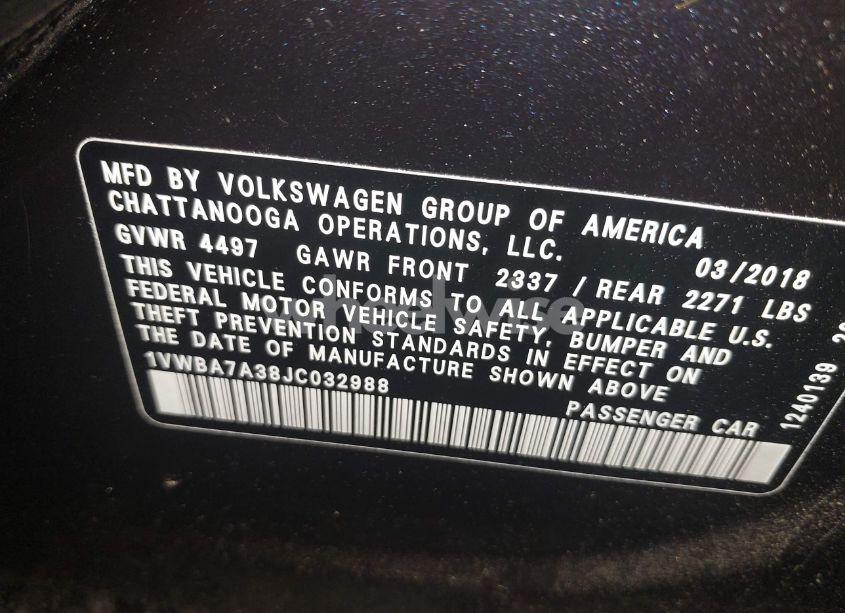 MFD BY VOLKSWAGEN GROUP OF AMERICA
CHATTANOOGA OPERATIONS, LLC.
03/2018
GVWR 4497 GAWR FRONT 2337 / REAR 2271 LBS
THIS VEHICLE CONFORMS TO ALL APPLICABLE U.S.
FEDERAL MOTOR VEHICLE SAFETY, BUMPER AND
THEFT PREVENTION STANDARDS IN EFFECT ON
THE DATE OF MANUFACTURE SHOWN ABOVE
1VWBA7A38JC032988
PASSENGER CAR
1240139
wheelwise